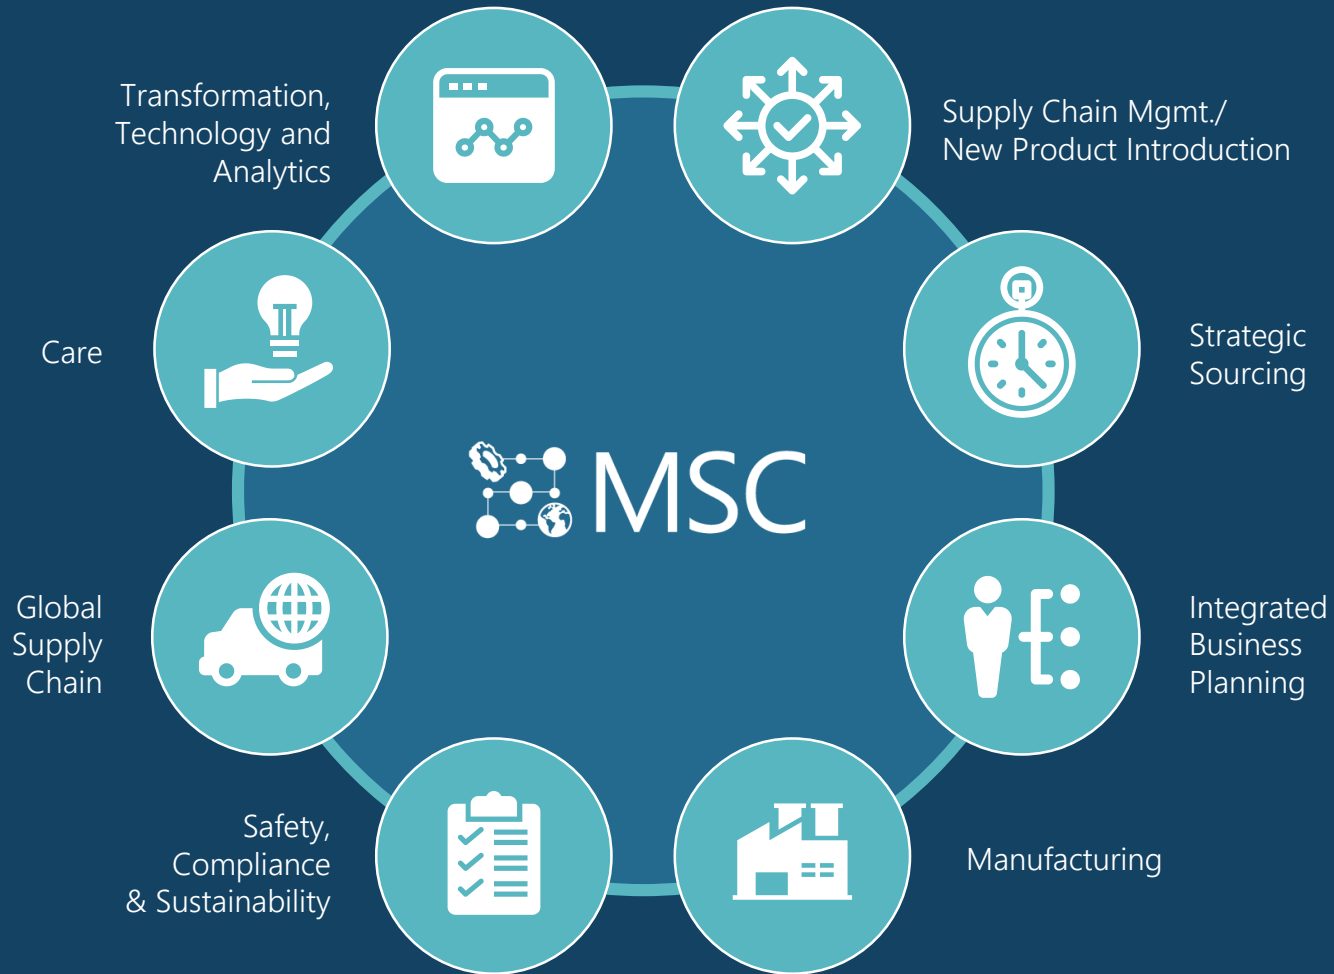 Transformation,
Technology and
Analytics
Supply Chain Mgmt./
New Product Introduction
Care
Strategic
Sourcing
MSC
Global
Supply
Chain
Integrated
Business
Planning
Safety,
Compliance
& Sustainability
Manufacturing